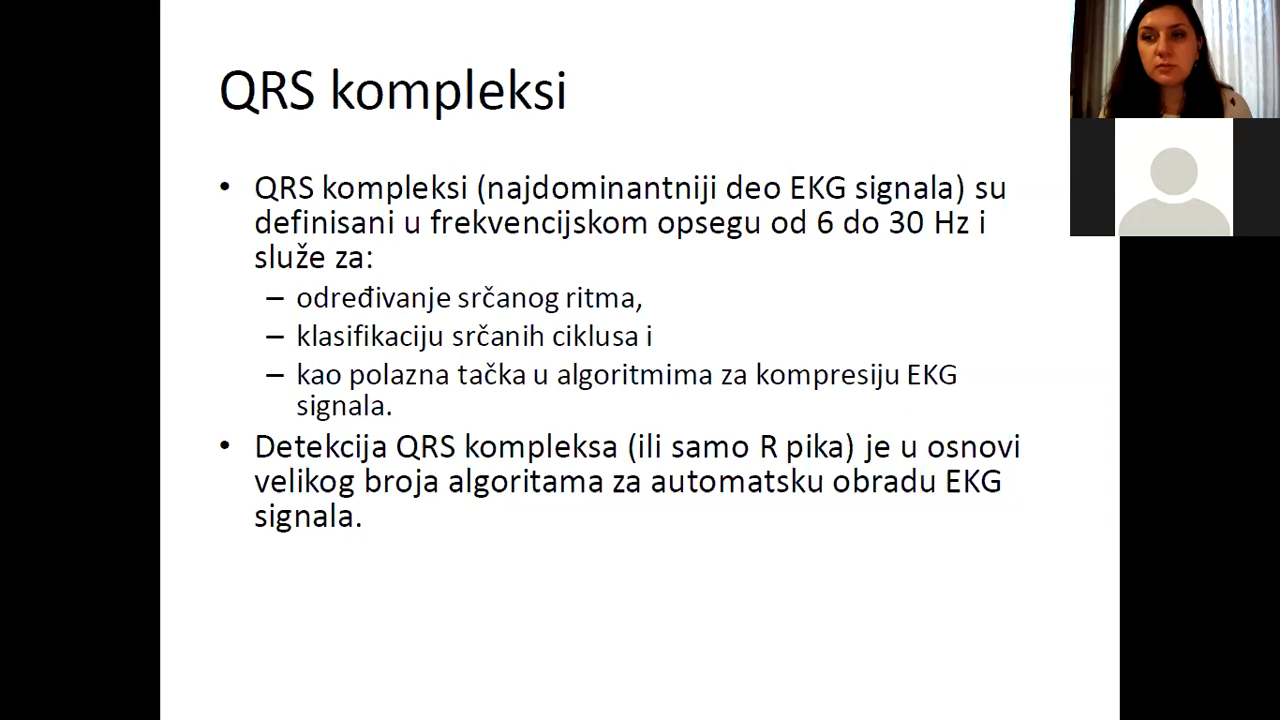 QRS kompleksi
• QRS kompleksi (najdominantniji deo EKG signala) su
definisani u frekvencijskom opsegu od 6 do 30 Hz i
služe za:
– određivanje srčanog ritma,
– klasifikaciju srčanih ciklusa i
– kao polazna tačka u algoritmima za kompresiju EKG
signala.
• Detekcija QRS kompleksa (ili samo R pika) je u osnovi
velikog broja algoritama za automatsku obradu EKG
signala.